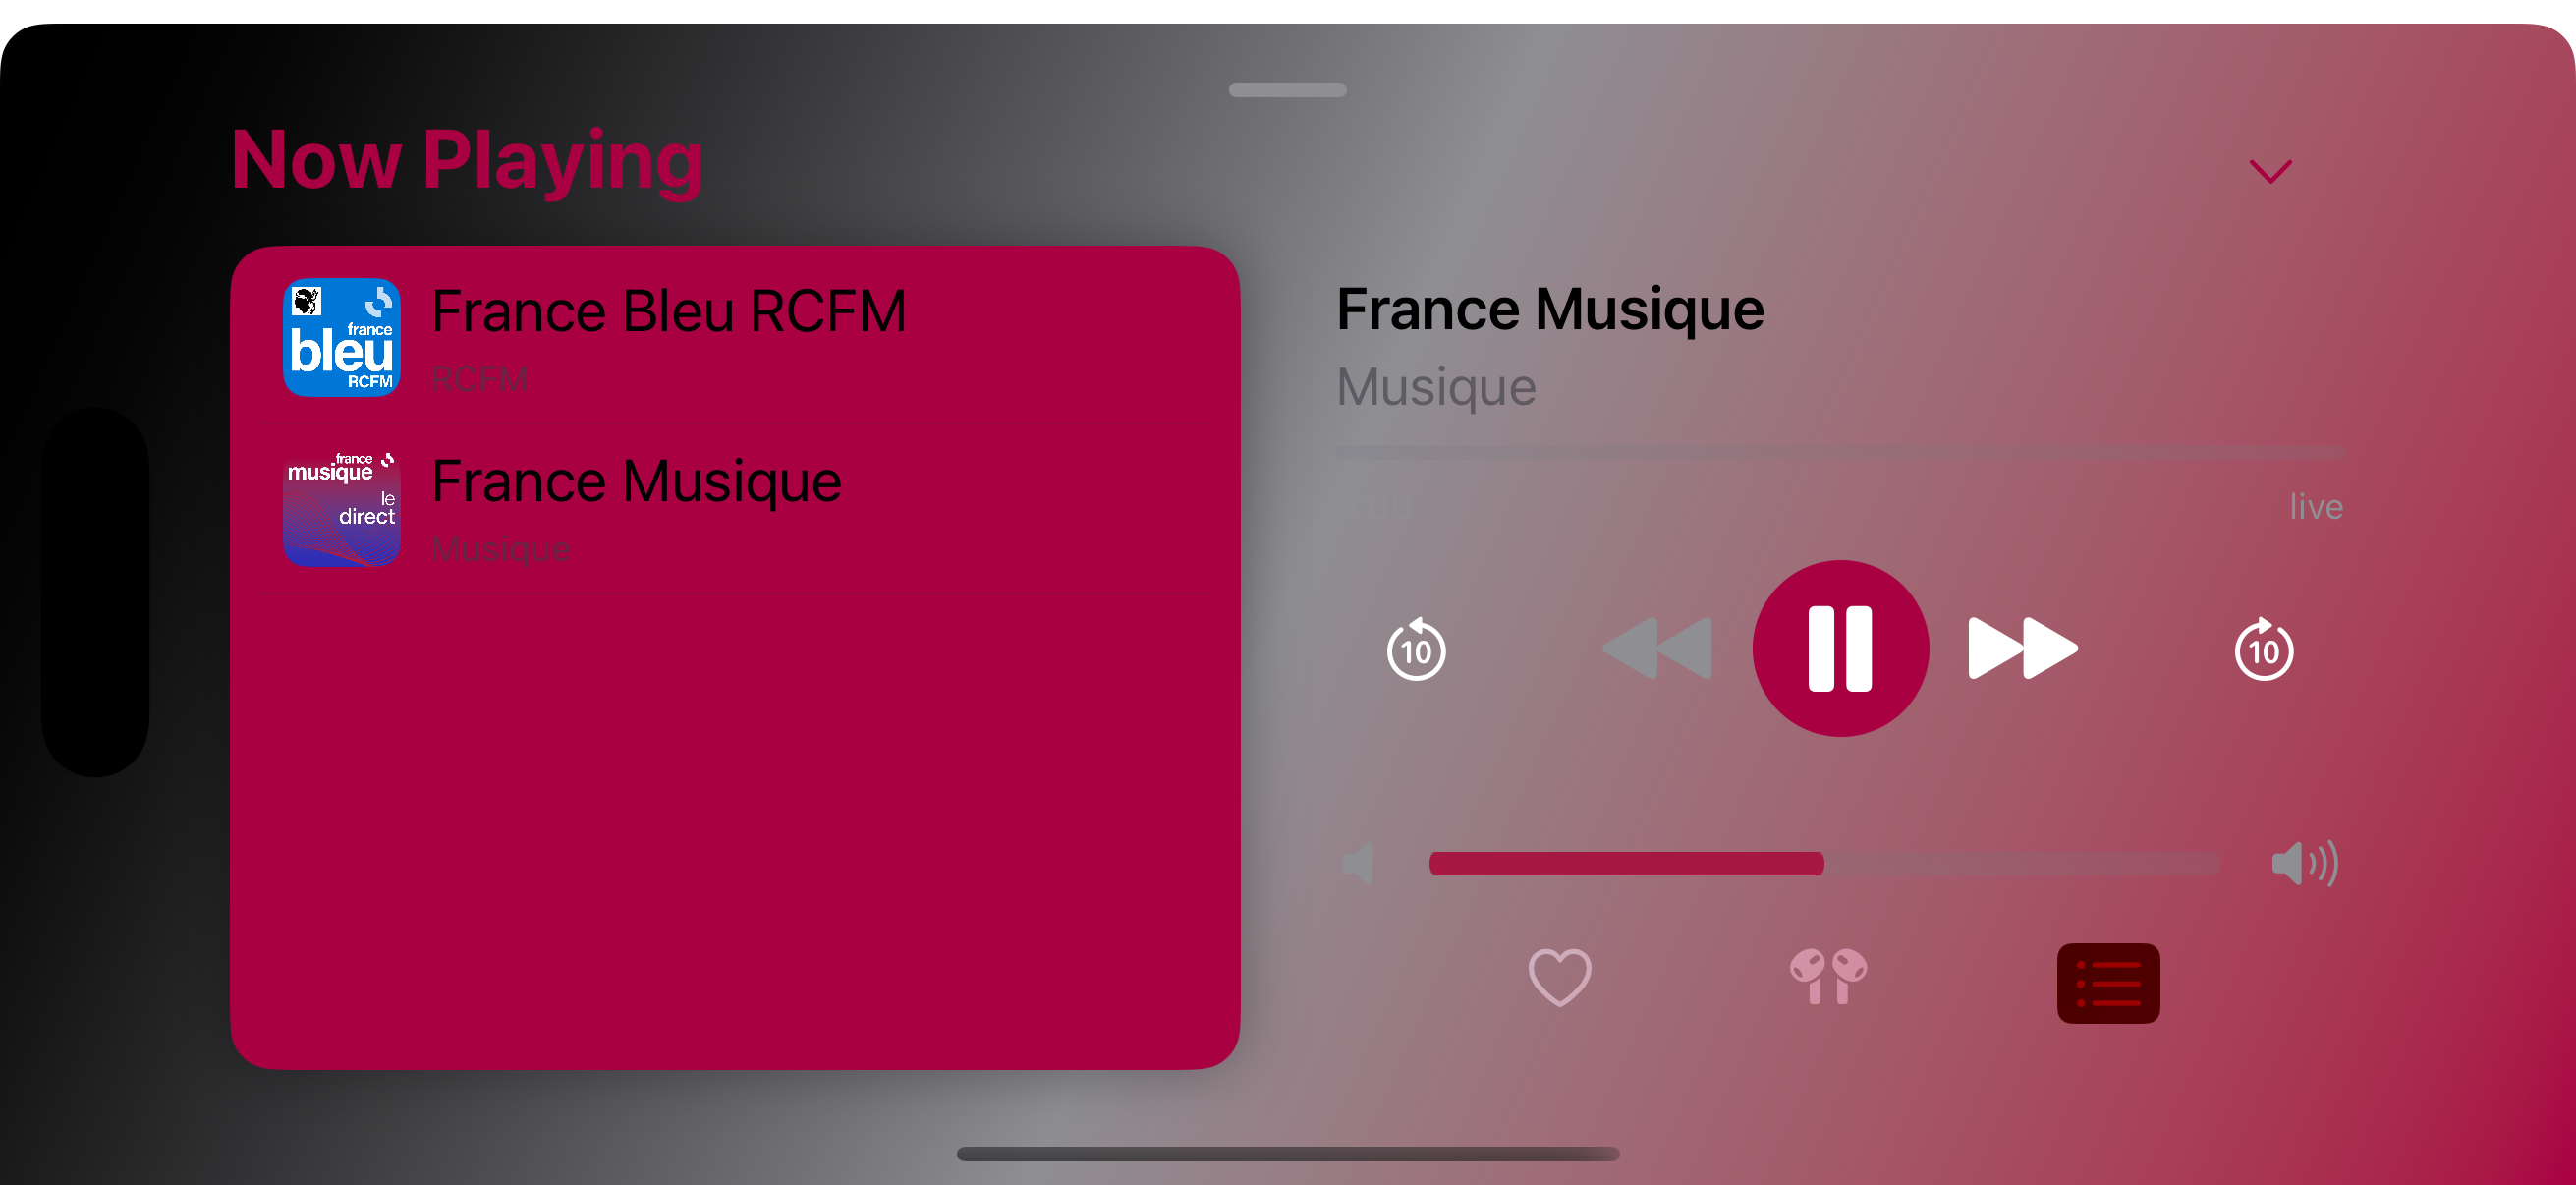 Now Playing
france
bleu
RCFM
France Bleu RCFM
RCFM
france
musique
le
direct
France Musique
Musique
France Musique
Musique
live
10
10